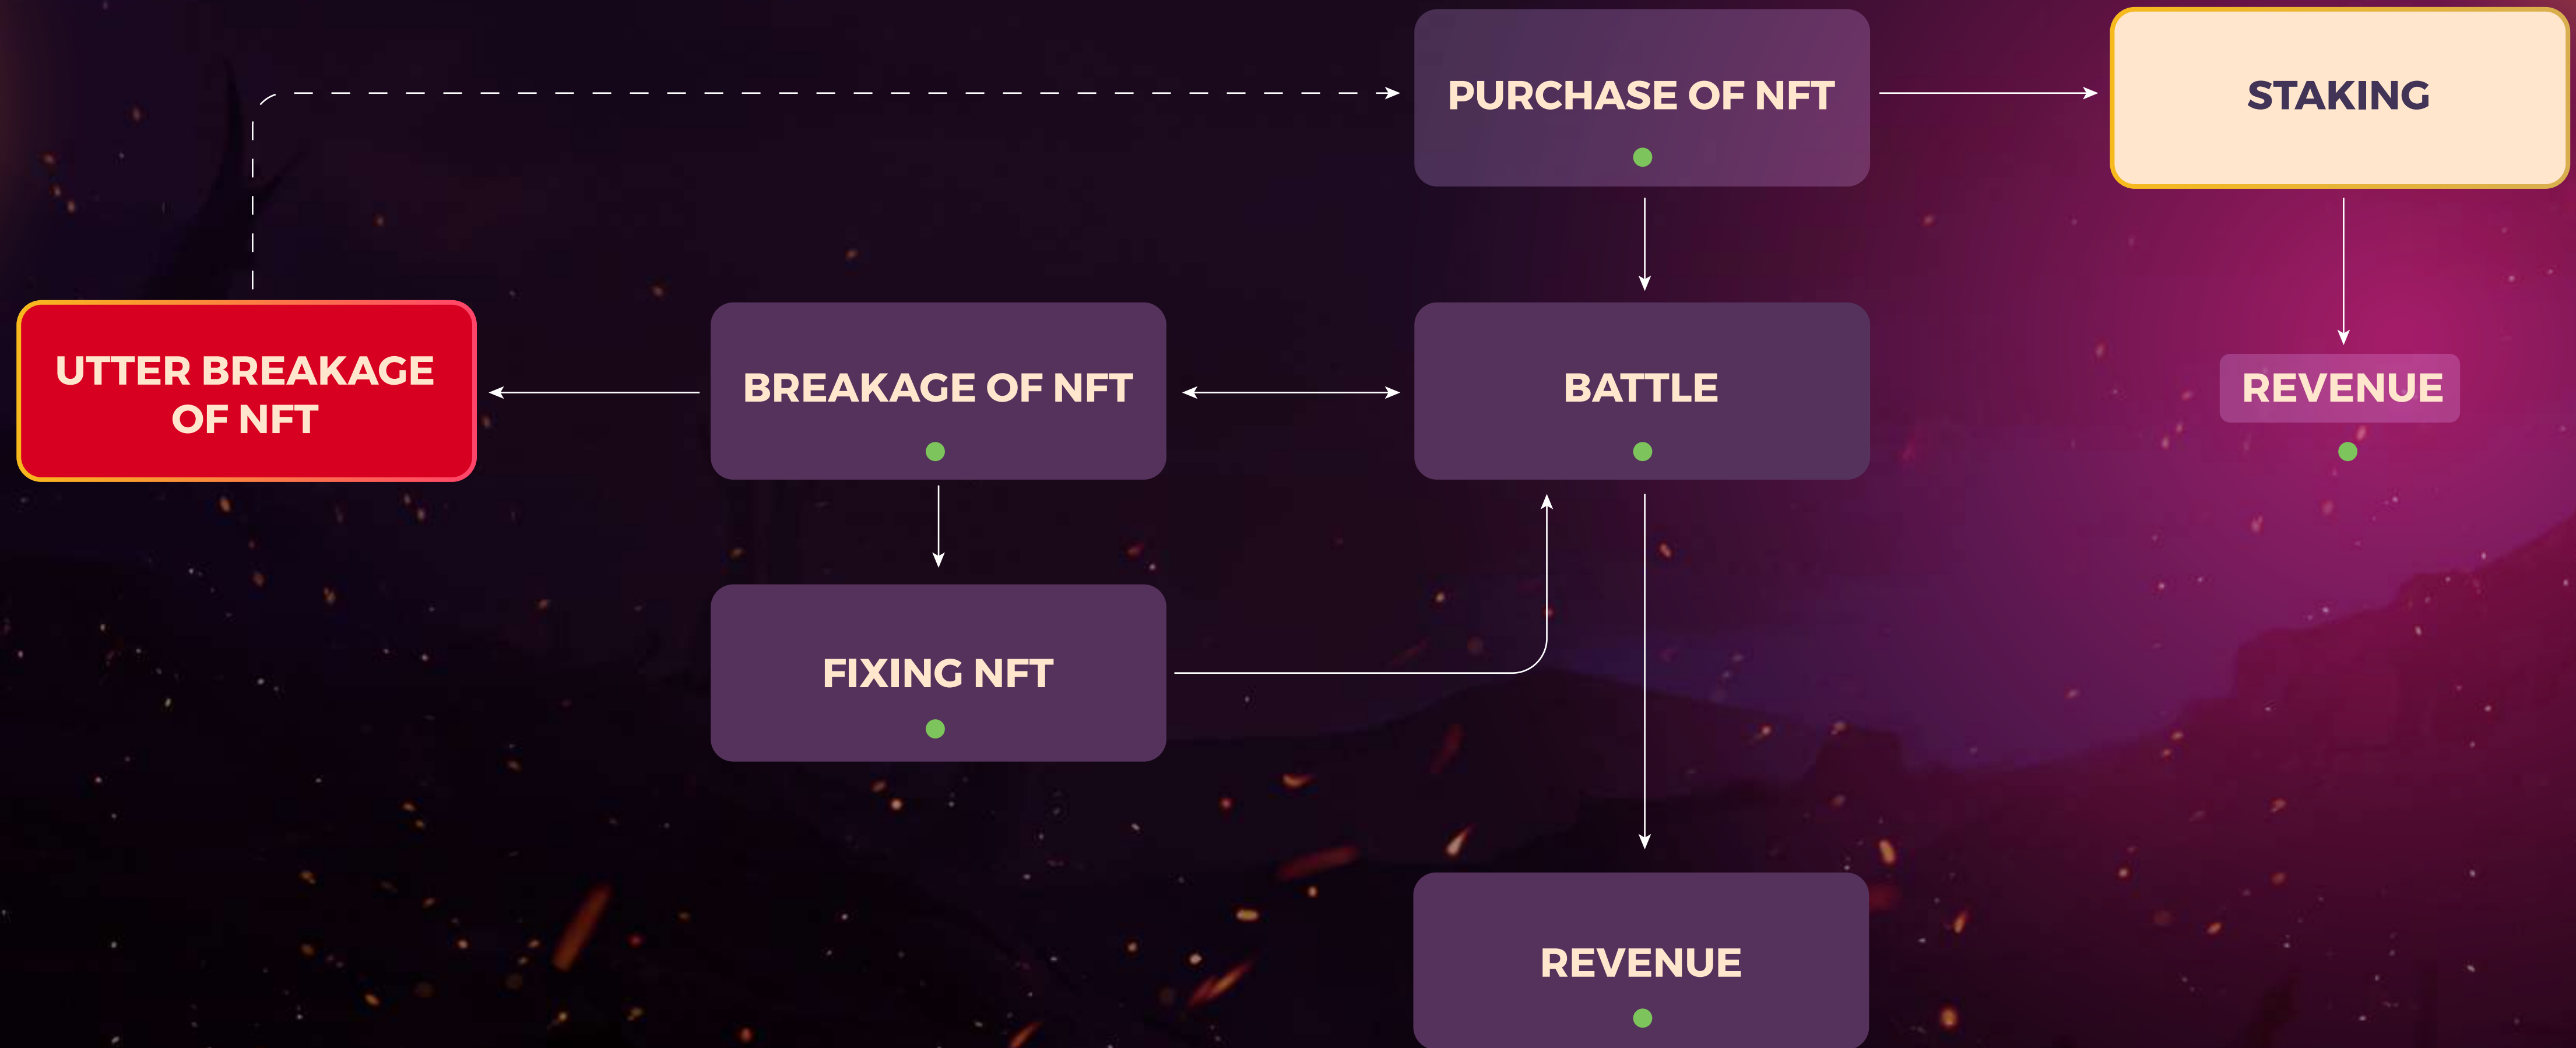 PURCHASE OF NFT
STAKING
UTTER BREAKAGE
OF NFT
BREAKAGE OF NFT
BATTLE
REVENUE
FIXING NFT
REVENUE